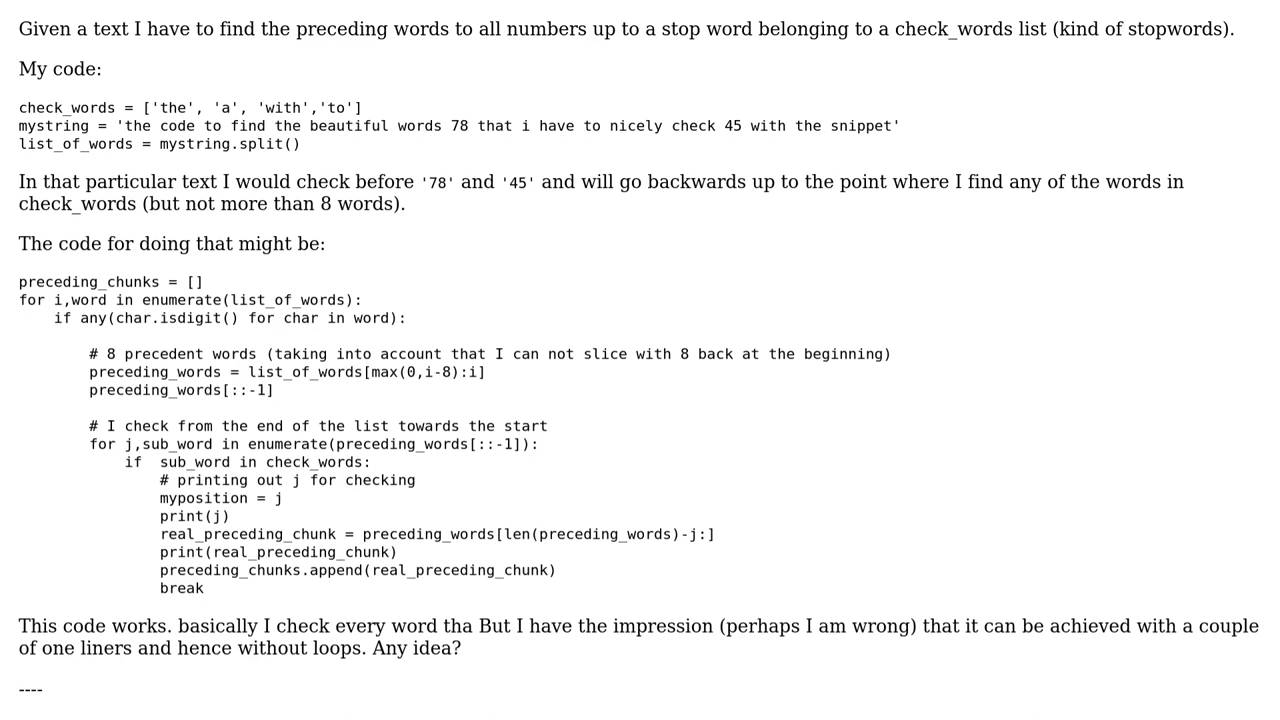 Given a text I have to find the preceding words to all numbers up to a stop word belonging to a check_words list (kind of stopwords).
My code:
check_words = ['the', 'a', 'with','to']
mystring = 'the code to find the beautiful words 78 that i have to nicely check 45 with the snippet'
list_of_words = mystring.split()
In that particular text I would check before '78' and '45' and will go backwards up to the point where I find any of the words in
check_words (but not more than 8 words).
The code for doing that might be:
preceding_chunks = []
for i,word in enumerate(list_of_words):
    if any(char.isdigit() for char in word):
        # 8 precedent words (taking into account that I can not slice with 8 back at the beginning)
        preceding_words = list_of_words[max(0,i-8):i]
        preceding_words[::-1]
        # I check from the end of the list towards the start
        for j,sub_word in enumerate(preceding_words[::-1]):
            if  sub_word in check_words:
                # printing out j for checking
                myposition = j
                print(j)
                real_preceding_chunk = preceding_words[len(preceding_words)-j:]
                print(real_preceding_chunk)
                preceding_chunks.append(real_preceding_chunk)
                break
This code works. basically I check every word tha But I have the impression (perhaps I am wrong) that it can be achieved with a couple
of one liners and hence without loops. Any idea?
----